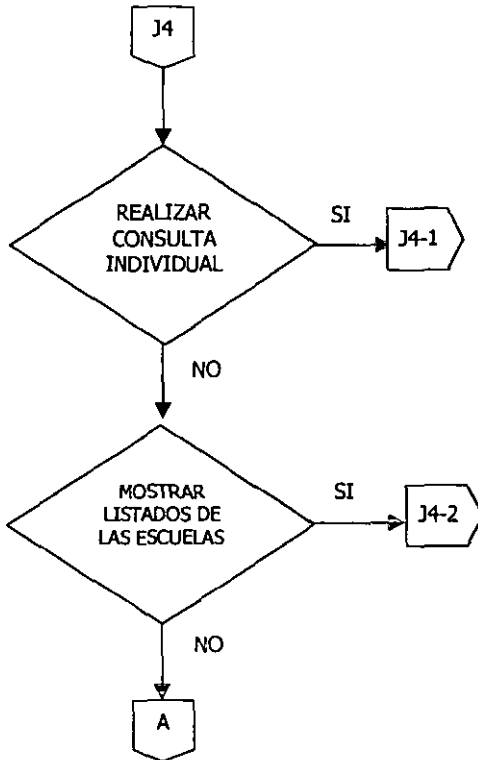 J4
REALIZAR
CONSULTA
INDIVIDUAL
SI
J4-1
NO
MOSTRAR
LISTADOS DE
LAS ESCUELAS
SI
J4-2
NO
A